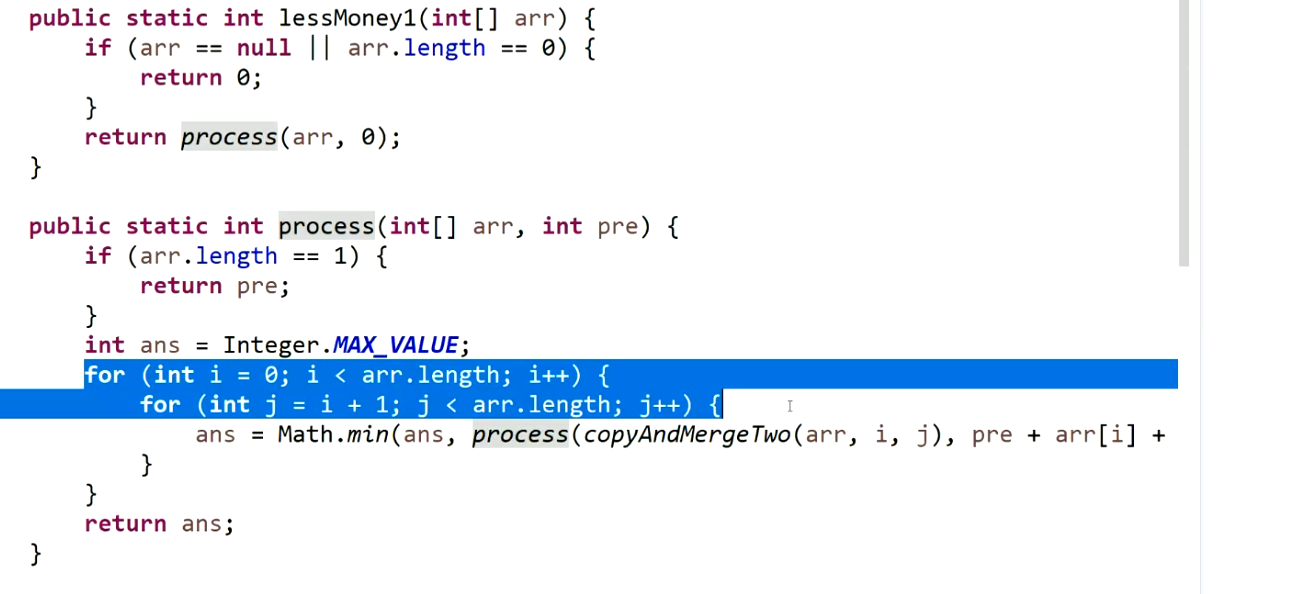 public static int lessMoney1(int[] arr) {
if (arr == null || arr.length == 0) {
return 0;
}
return process(arr, 0);
}
public static int process(int[] arr, int pre) {
if (arr.length == 1) {
return pre;
}
int ans = Integer.MAX_VALUE;
for (int i = 0; i < arr.length; i++) {
for (int j = i + 1; j < arr.length; j++) {
ans = Math.min(ans, process(copyAndMergeTwo(arr, i, j), pre + arr[i] +
}
}
return ans;
}